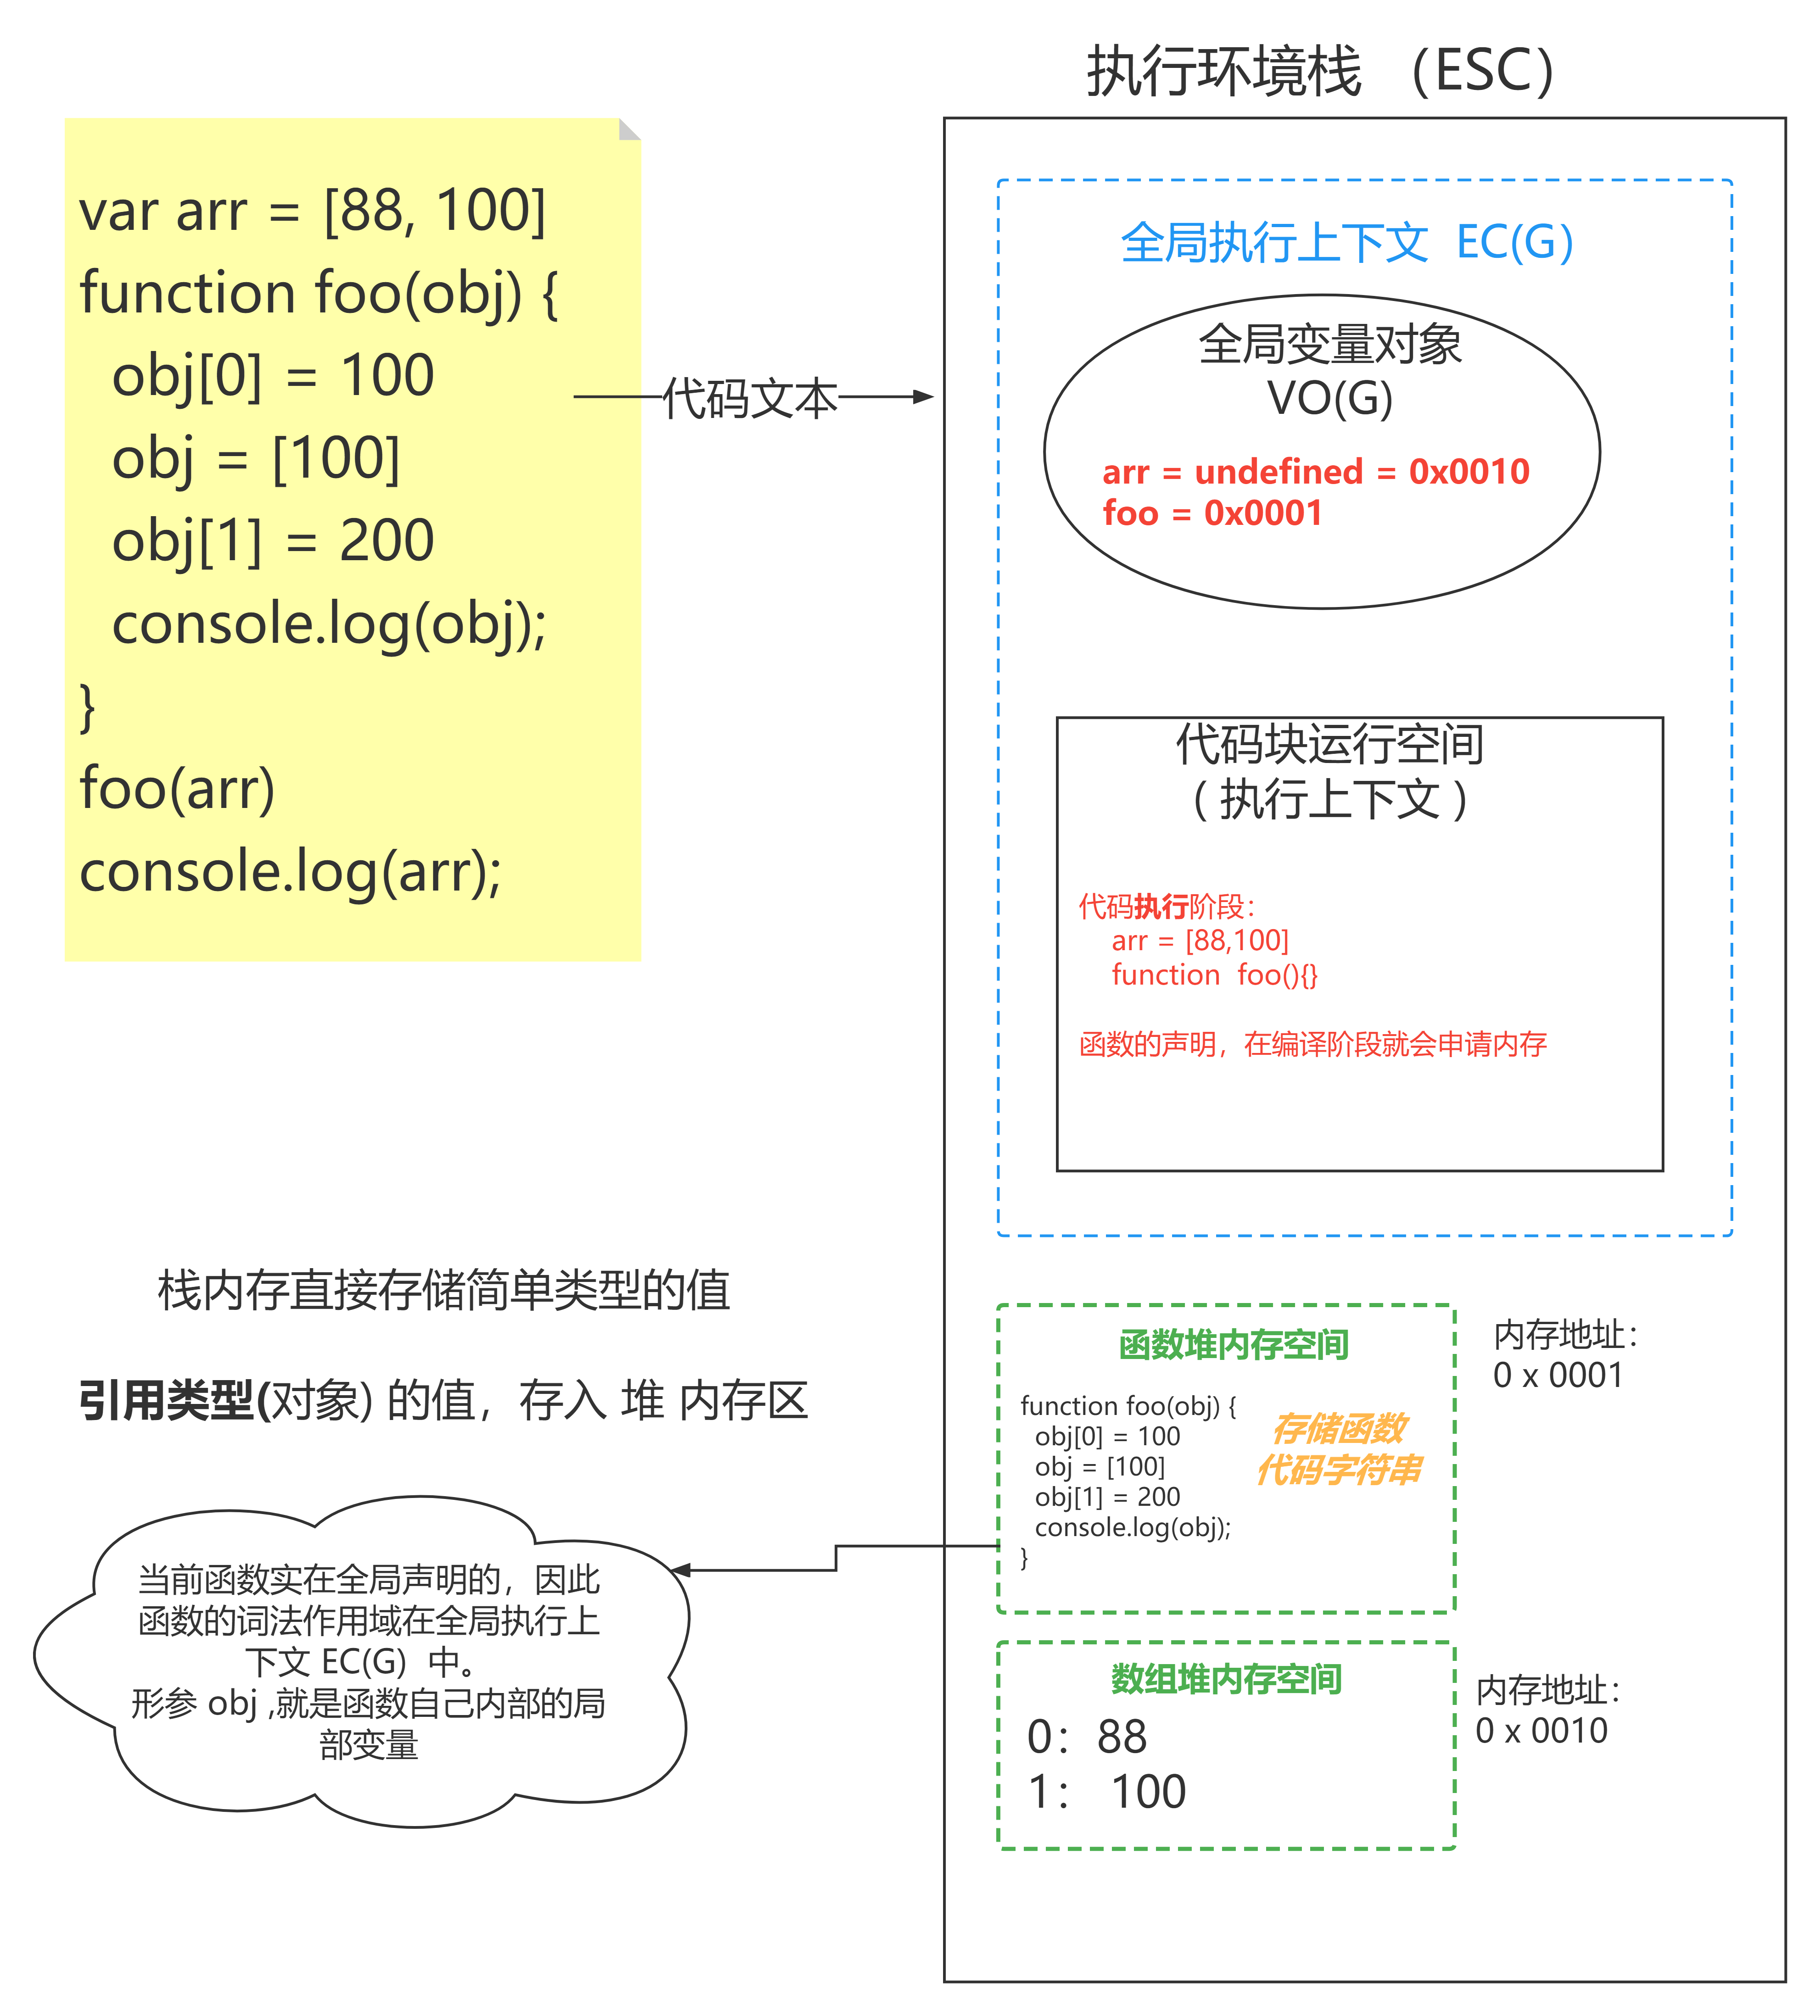 执行环境栈 （ESC）
var arr = [88, 100]
function foo(obj) {
  obj[0] = 100
  obj = [100]
  obj[1] = 200
  console.log(obj);
}
foo(arr)
console.log(arr);
代码文本
全局执行上下文 EC(G）
全局变量对象
VO(G)
arr = undefined = 0x0010
foo = 0x0001
代码块运行空间
（ 执行上下文 ）
代码执行阶段：
arr = [88,100]
function  foo(){}
函数的声明，在编译阶段就会申请内存
栈内存直接存储简单类型的值
引用类型(对象) 的值，存入 堆 内存区
当前函数实在全局声明的，因此
函数的词法作用域在全局执行上
下文 EC(G）中。
形参 obj ,就是函数自己内部的局
部变量
函数堆内存空间
function foo(obj) {
  obj[0] = 100
  obj = [100]
  obj[1] = 200
  console.log(obj);
}
存储函数
代码字符串
内存地址：
0 x 0001
数组堆内存空间
0：88
1： 100
内存地址：
0 x 0010